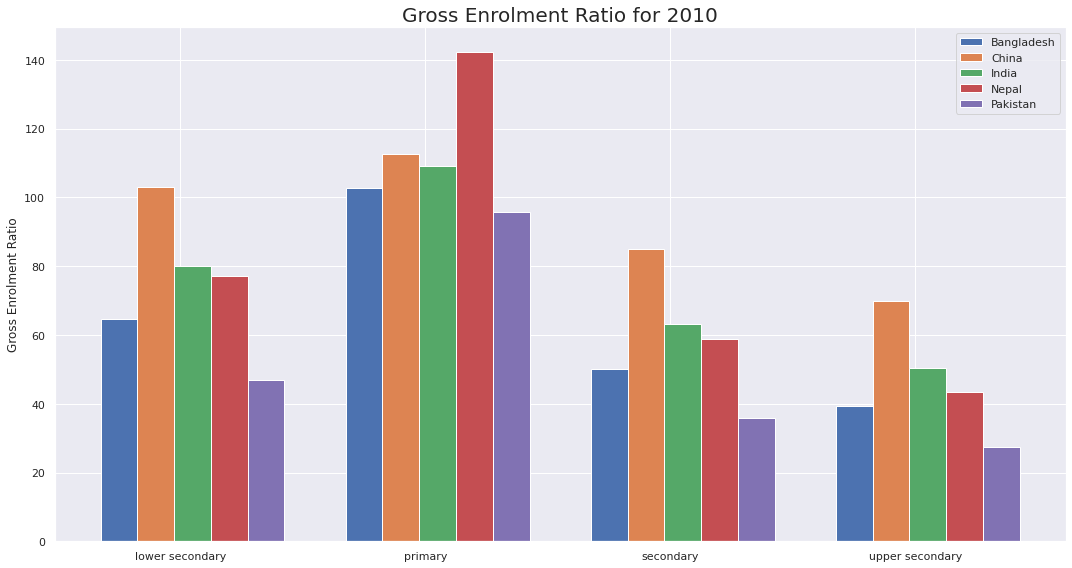 Gross Enrolment Ratio for 2010
Bangladesh
China
India
Nepal
Pakistan
Gross Enrolment Ratio
140
120
100
80
60
40
20
0
lower secondary
primary
secondary
upper secondary